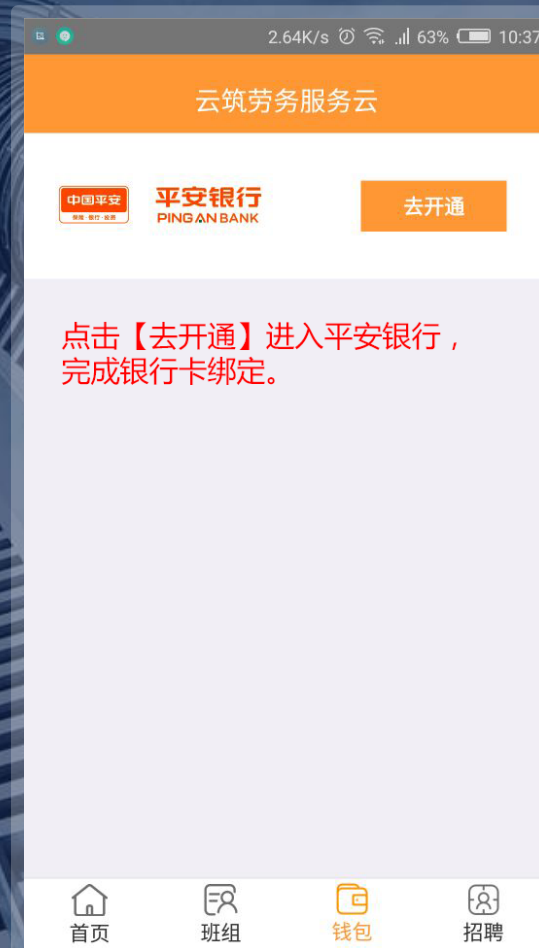 2.64K/s 63% 10:37
云筑劳务服务云
中国平安 平安银行 去开通
保险·银行·投资 PING AN BANK
点击【去开通】进入平安银行，
完成银行卡绑定。
首页 班组 钱包 招聘